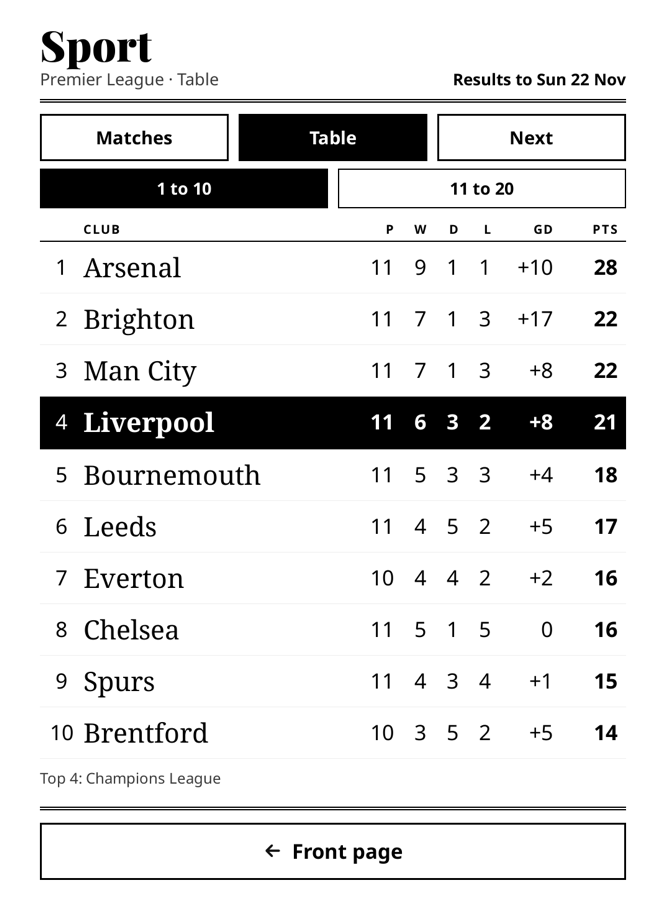 Sport
Premier League · Table Results to Sun 22 Nov
Matches Table Next
1 to 10 11 to 20
CLUB P W D L GD PTS
1 Arsenal 11 9 1 1 +10 28
2 Brighton 11 7 1 3 +17 22
3 Man City 11 7 1 3 +8 22
4 Liverpool 11 6 3 2 +8 21
5 Bournemouth 11 5 3 3 +4 18
6 Leeds 11 4 5 2 +5 17
7 Everton 10 4 4 2 +2 16
8 Chelsea 11 5 1 5 0 16
9 Spurs 11 4 3 4 +1 15
10 Brentford 10 3 5 2 +5 14
Top 4: Champions League
← Front page